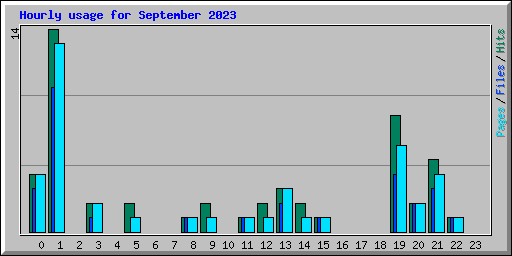 Hourly usage for September 2023
14
Pages/Files/Hits
0 1 2 3 4 5 6 7 8 9 10 11 12 13 14 15 16 17 18 19 20 21 22 23